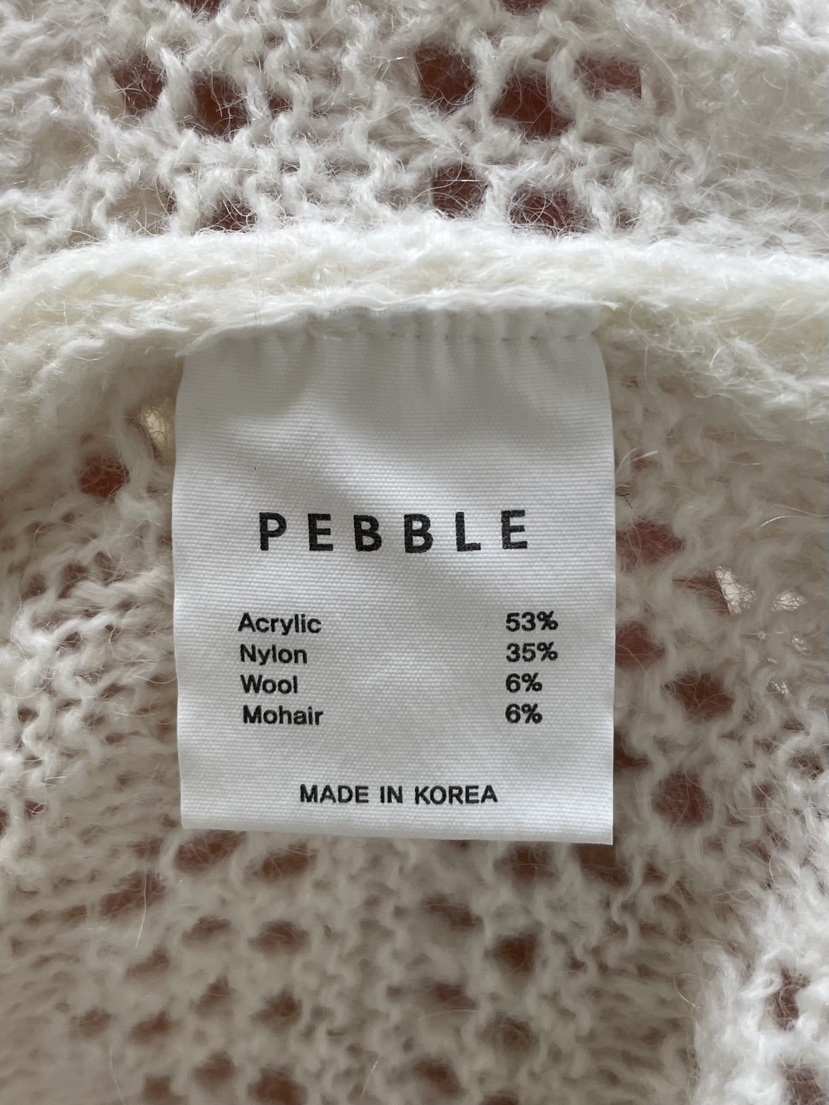 PEBBLE
Acrylic 53%
Nylon 35%
Wool 6%
Mohair 6%
MADE IN KOREA